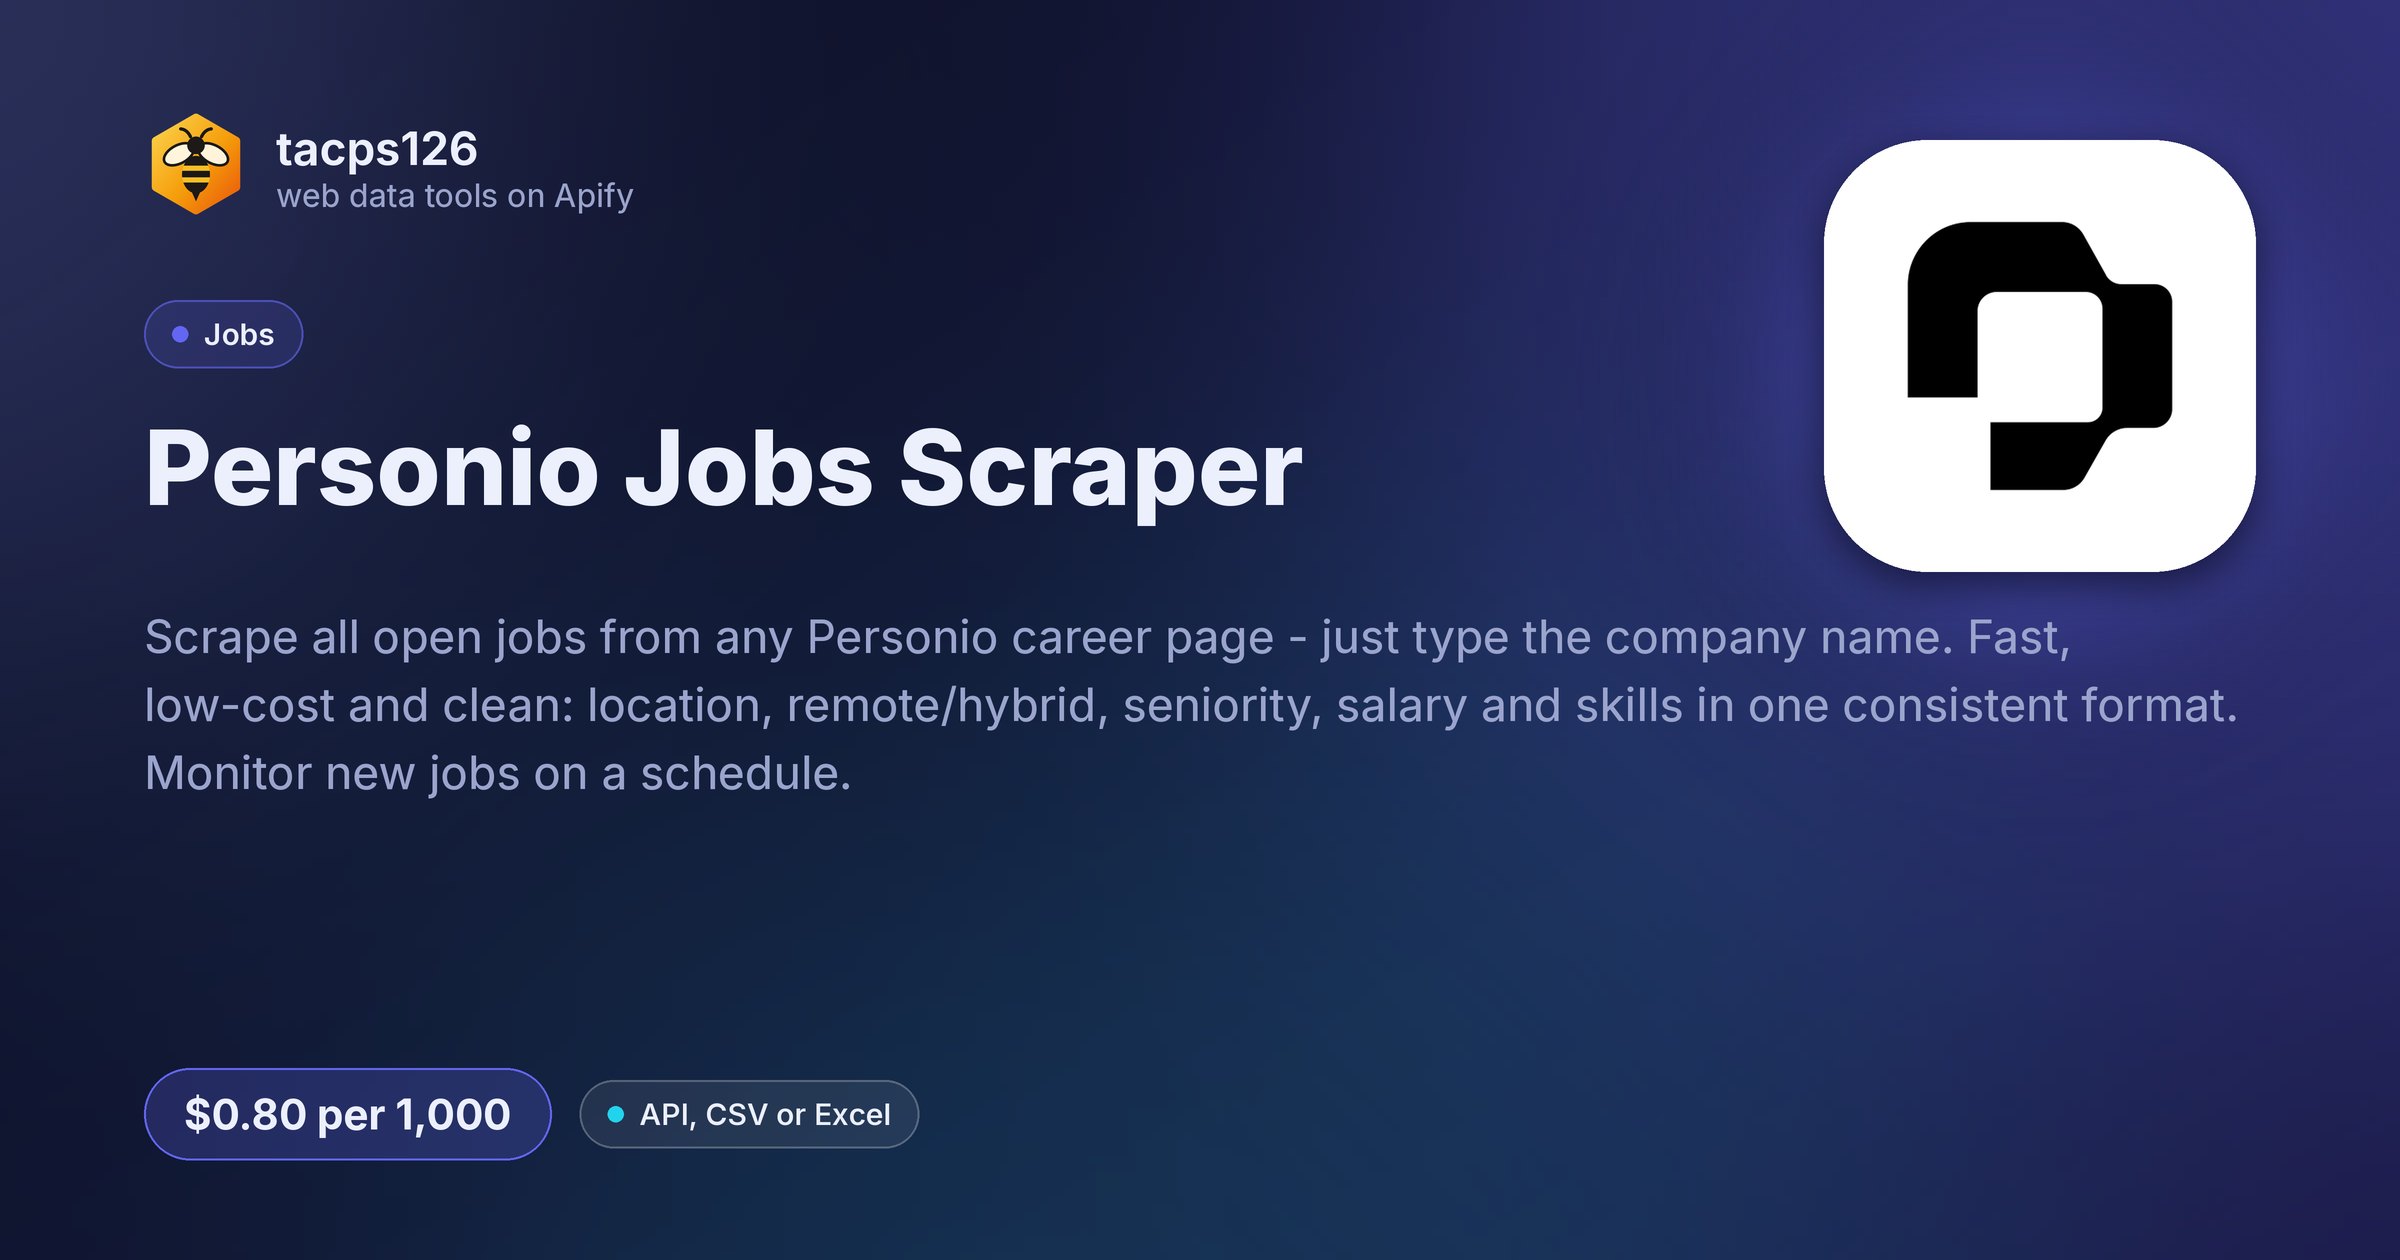 tacps126
web data tools on Apify
Jobs
Personio Jobs Scraper
Scrape all open jobs from any Personio career page - just type the company name. Fast,
low-cost and clean: location, remote/hybrid, seniority, salary and skills in one consistent format.
Monitor new jobs on a schedule.
$0.80 per 1,000
API, CSV or Excel